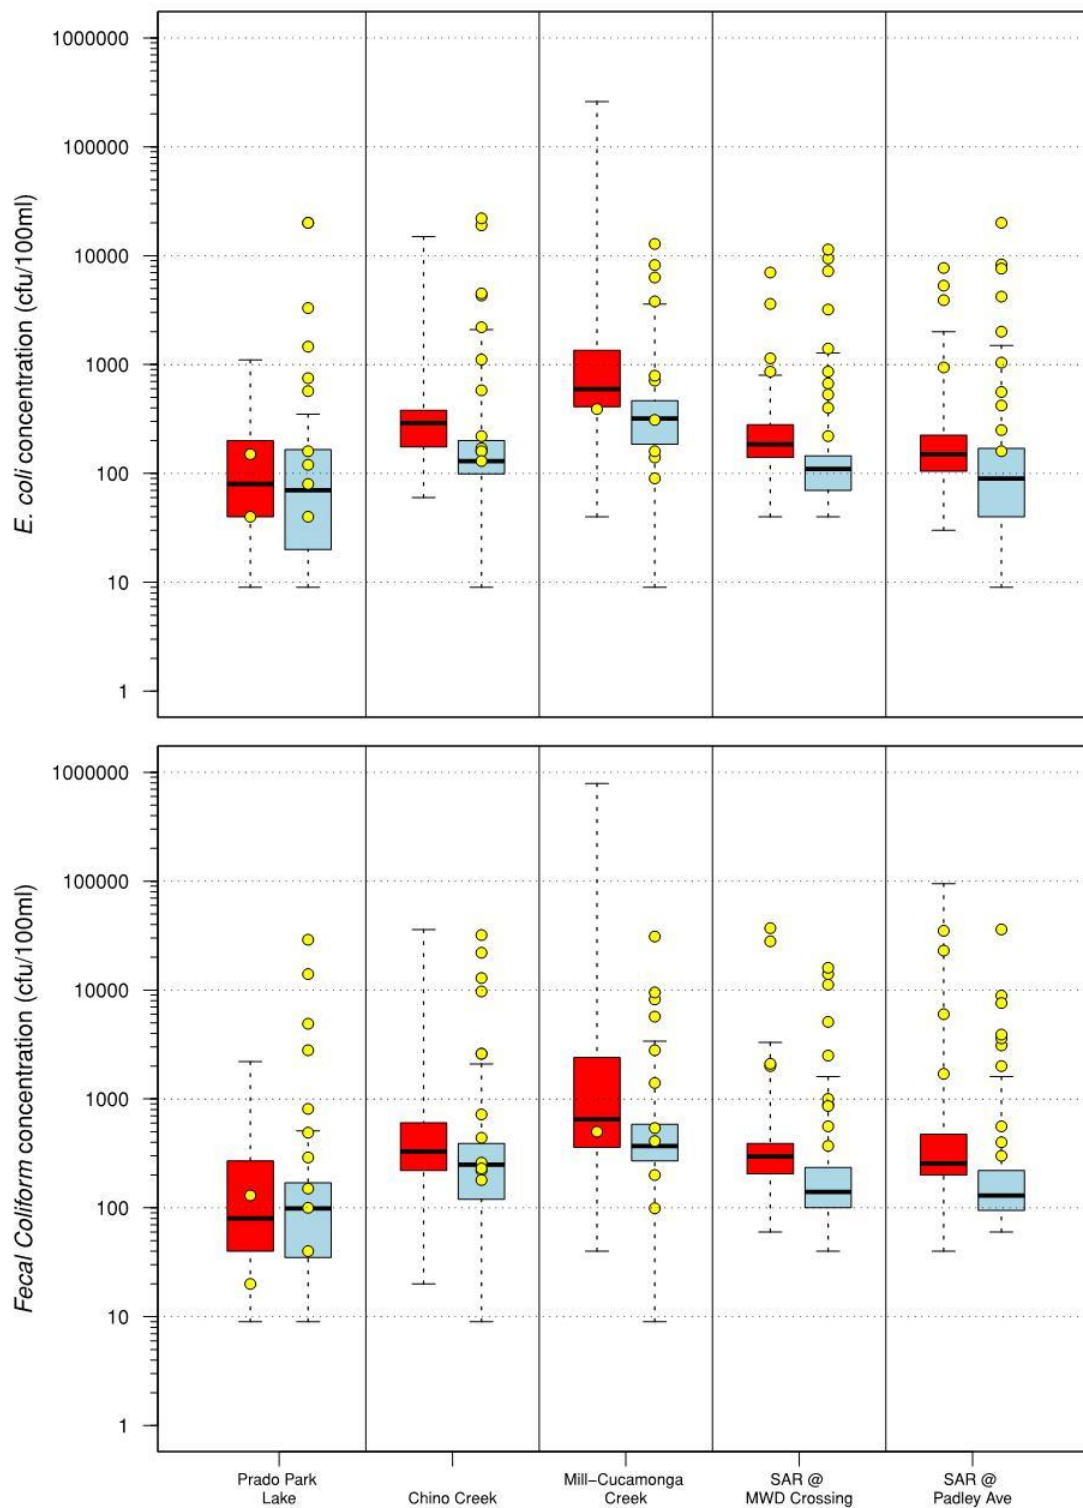 E. coli concentration (cfu/100ml)
1000000
100000
10000
1000
100
10
1
Fecal Coliform concentration (cfu/100ml)
1000000
100000
10000
1000
100
10
1
Prado Park
Lake
Chino Creek
Mill−Cucamonga
Creek
SAR @
MWD Crossing
SAR @
Padley Ave